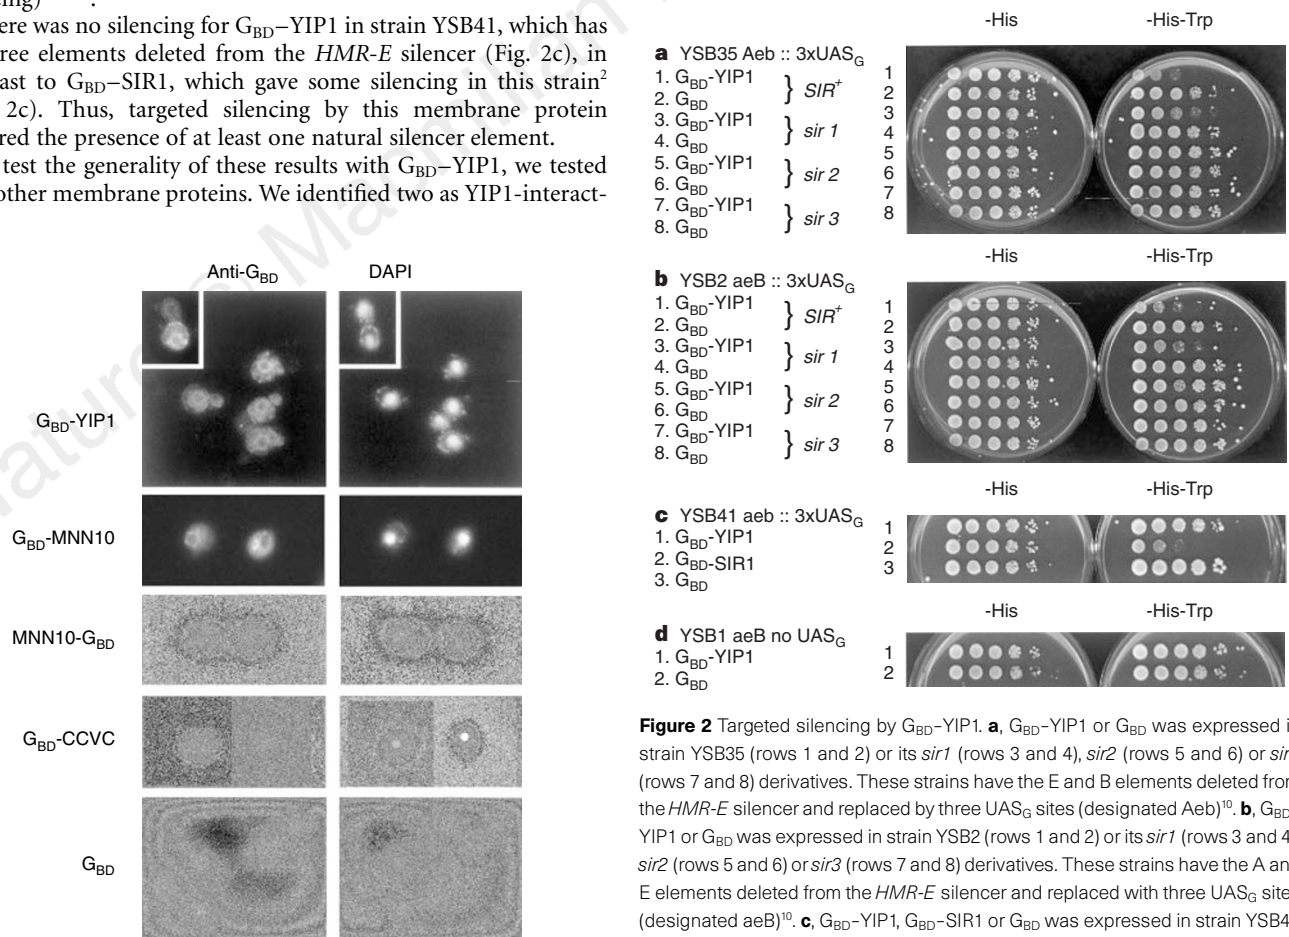 ere was no silencing for GBD–YIP1 in strain YSB41, which has
ree elements deleted from the HMR-E silencer (Fig. 2c), in
ast to GBD–SIR1, which gave some silencing in this strain2
2c). Thus, targeted silencing by this membrane protein
red the presence of at least one natural silencer element.
test the generality of these results with GBD–YIP1, we tested
other membrane proteins. We identified two as YIP1-interact-
Anti-GBD DAPI
GBD-YIP1
GBD-MNN10
MNN10-GBD
GBD-CCVC
GBD
-His -His-Trp
a YSB35 Aeb :: 3xUASG
1. GBD-YIP1
2. GBD
} SIR+
3. GBD-YIP1
4. GBD
} sir 1
5. GBD-YIP1
6. GBD
} sir 2
7. GBD-YIP1
8. GBD
} sir 3
1
2
3
4
5
6
7
8
-His -His-Trp
b YSB2 aeB :: 3xUASG
1. GBD-YIP1
2. GBD
} SIR+
3. GBD-YIP1
4. GBD
} sir 1
5. GBD-YIP1
6. GBD
} sir 2
7. GBD-YIP1
8. GBD
} sir 3
1
2
3
4
5
6
7
8
-His -His-Trp
c YSB41 aeb :: 3xUASG
1. GBD-YIP1
2. GBD-SIR1
3. GBD
1
2
3
-His -His-Trp
d YSB1 aeB no UASG
1. GBD-YIP1
2. GBD
1
2
Figure 2 Targeted silencing by GBD-YIP1. a, GBD-YIP1 or GBD was expressed i
strain YSB35 (rows 1 and 2) or its sir1 (rows 3 and 4), sir2 (rows 5 and 6) or sir
(rows 7 and 8) derivatives. These strains have the E and B elements deleted from
the HMR-E silencer and replaced by three UASG sites (designated Aeb)10. b, GBD
YIP1 or GBD was expressed in strain YSB2 (rows 1 and 2) or its sir1 (rows 3 and 4
sir2 (rows 5 and 6) or sir3 (rows 7 and 8) derivatives. These strains have the A an
E elements deleted from the HMR-E silencer and replaced with three UASG site
(designated aeB)10. c, GBD-YIP1, GBD-SIR1 or GBD was expressed in strain YSB4